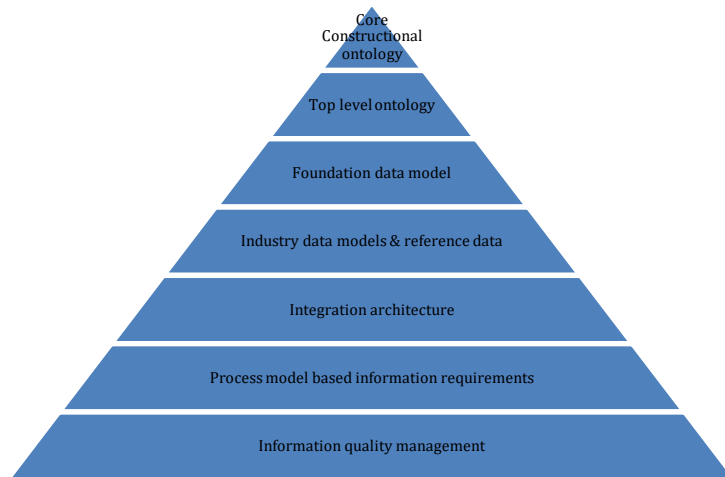 Core
Constructional
ontology
Top level ontology
Foundation data model
Industry data models & reference data
Integration architecture
Process model based information requirements
Information quality management